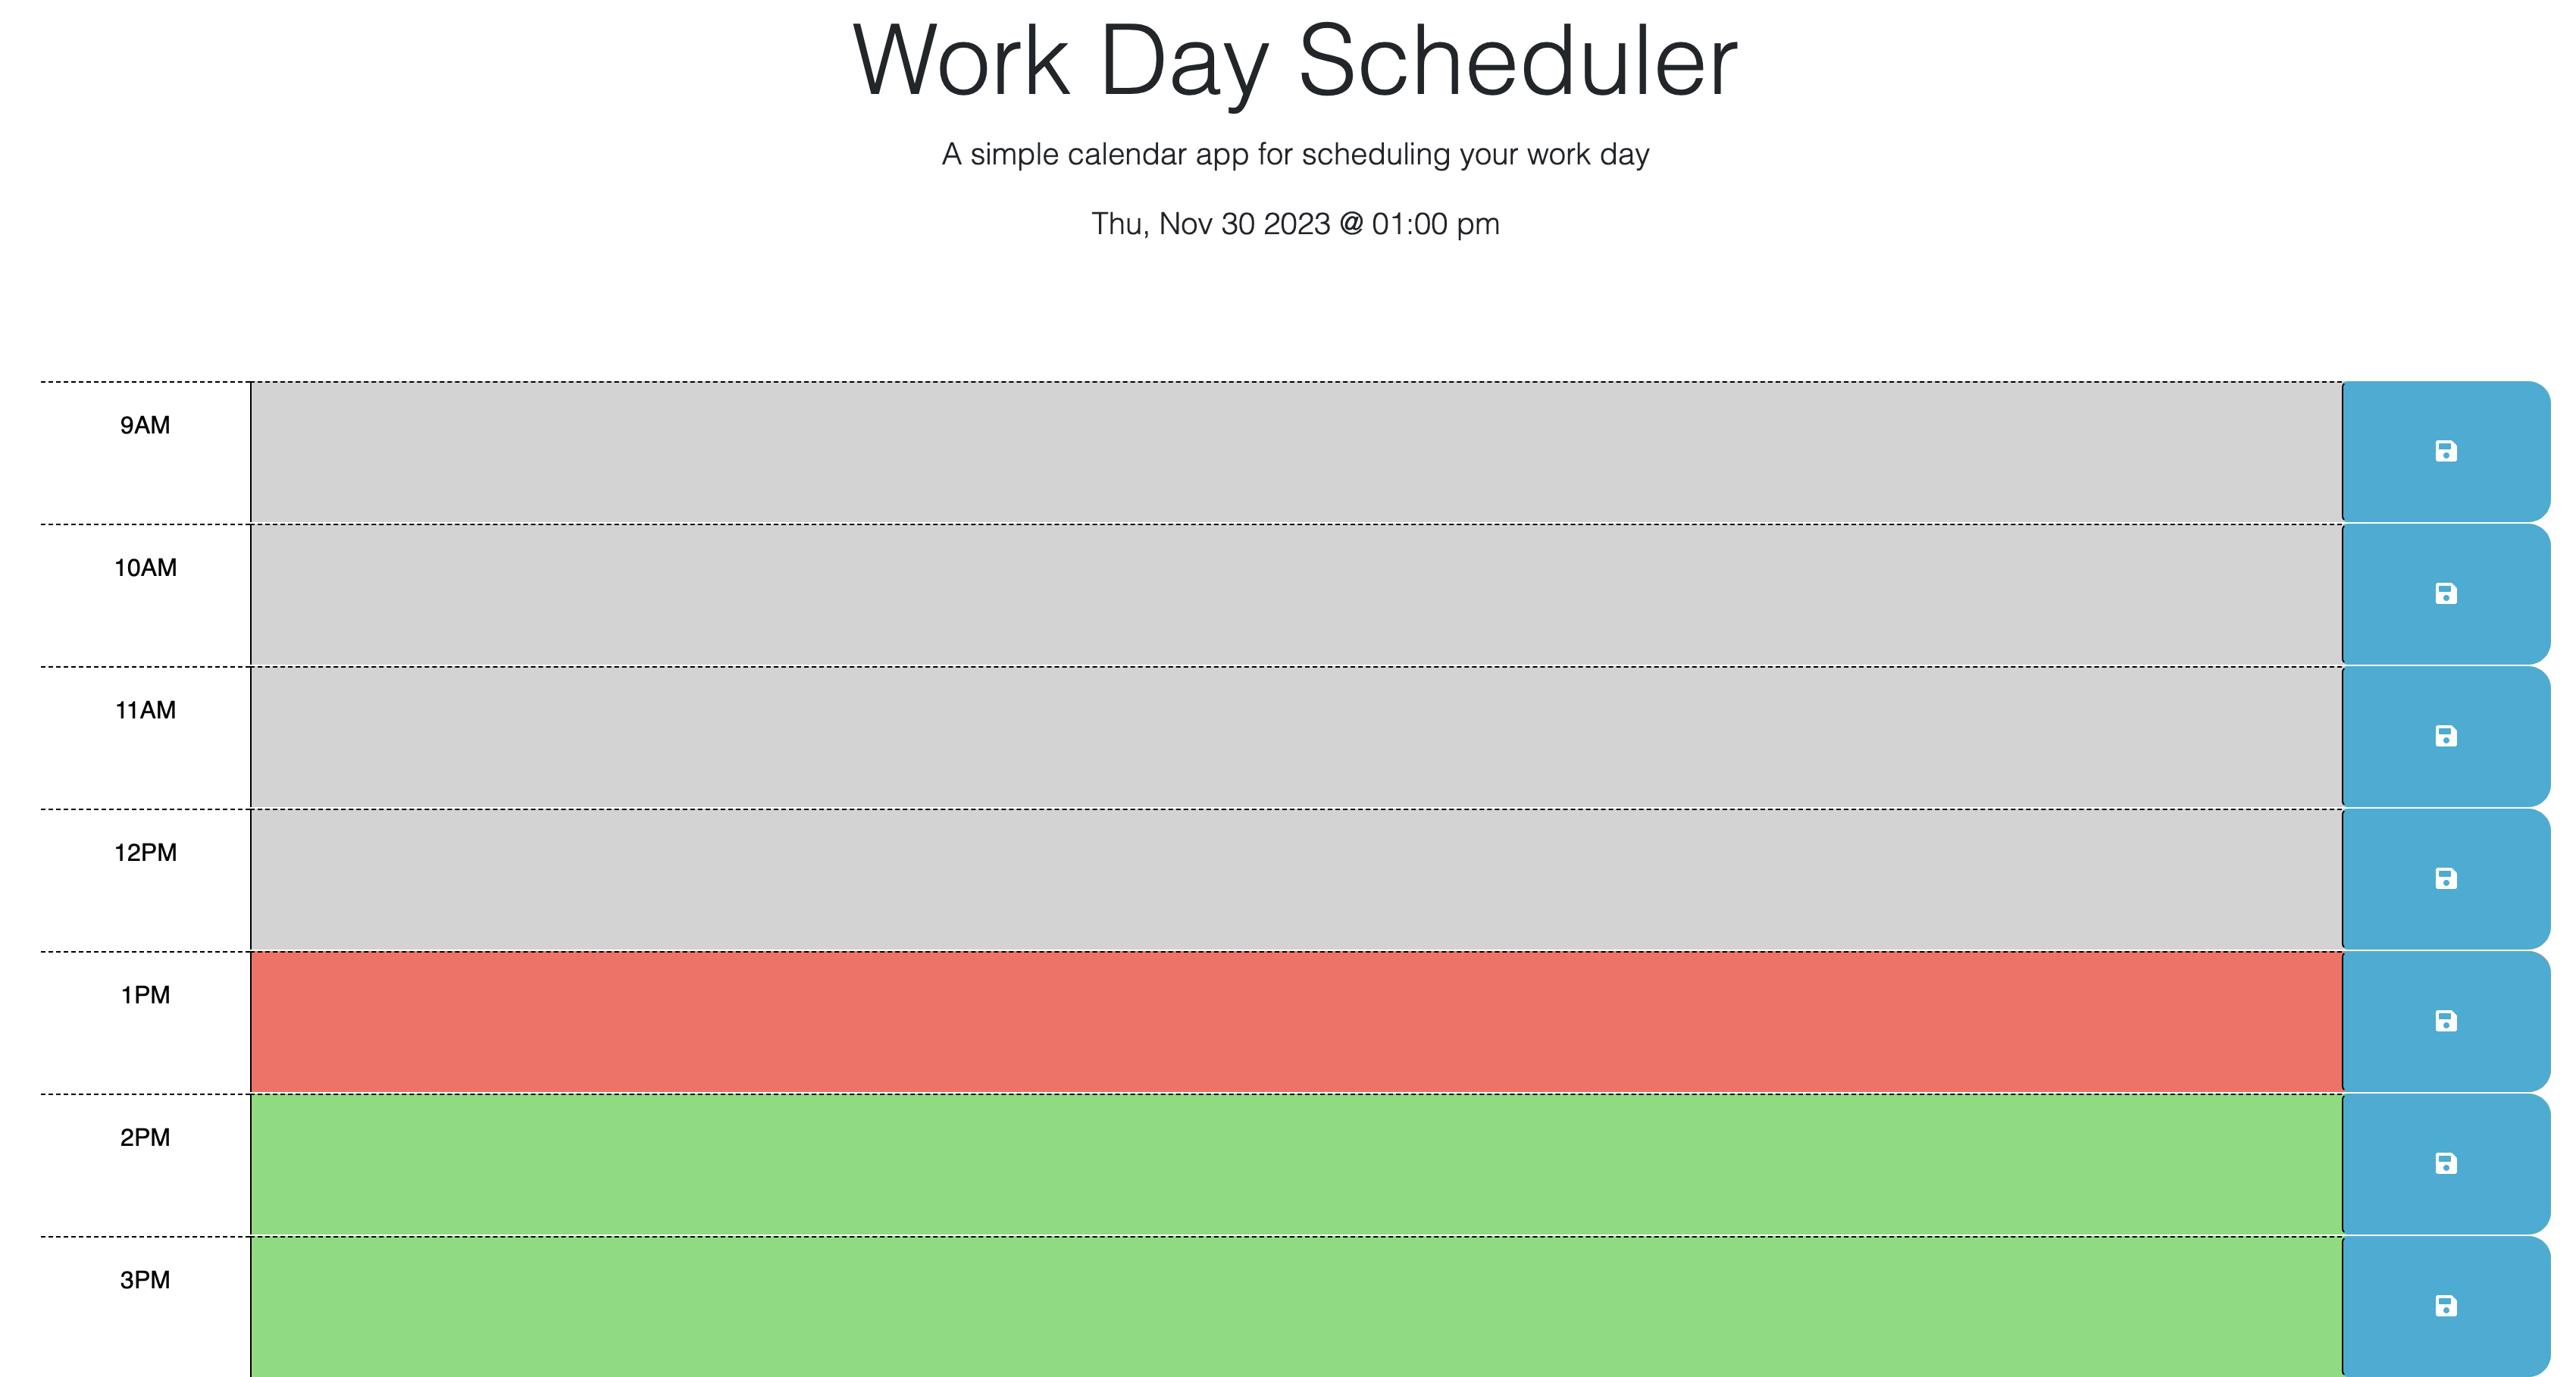 Work Day Scheduler
A simple calendar app for scheduling your work day
Thu, Nov 30 2023 @ 01:00 pm
9AM
10AM
11AM
12PM
1PM
2PM
3PM